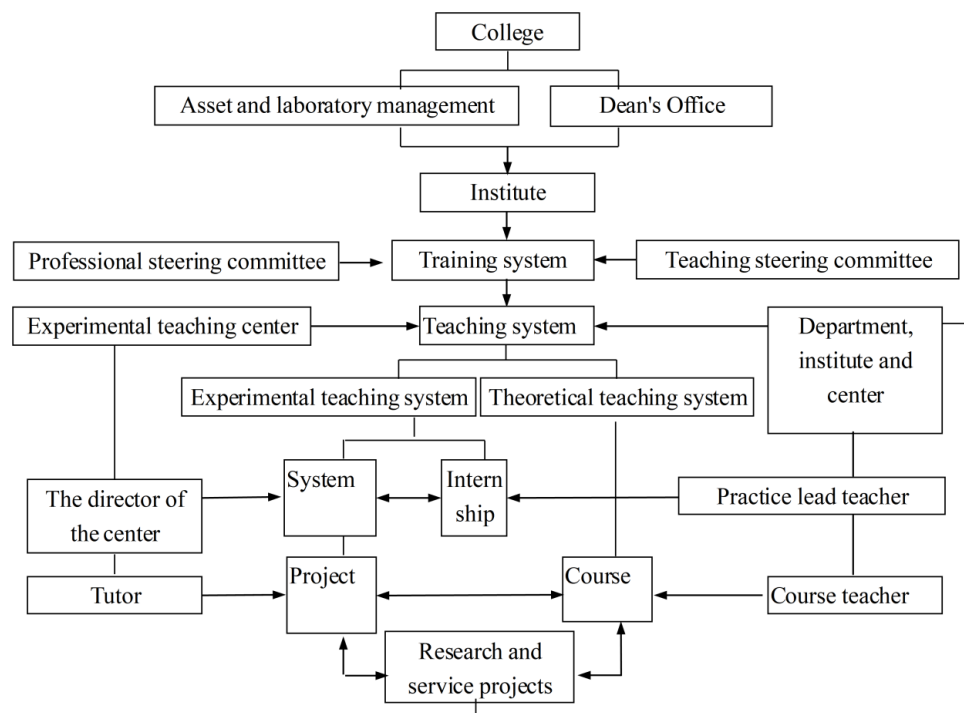 College
Asset and laboratory management
Dean's Office
Institute
Professional steering committee
Training system
Teaching steering committee
Experimental teaching center
Teaching system
Department,
institute and
center
Experimental teaching system
Theoretical teaching system
System
Intern
ship
The director of
the center
Practice lead teacher
Project
Course
Tutor
Course teacher
Research and
service projects